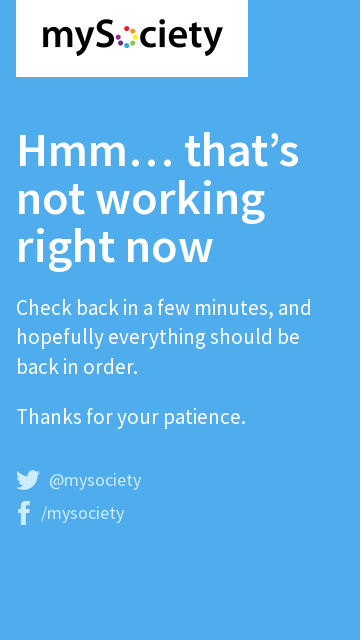 mySociety
Hmm… that’s
not working
right now
Check back in a few minutes, and
hopefully everything should be
back in order.
Thanks for your patience.
@mysociety
/mysociety